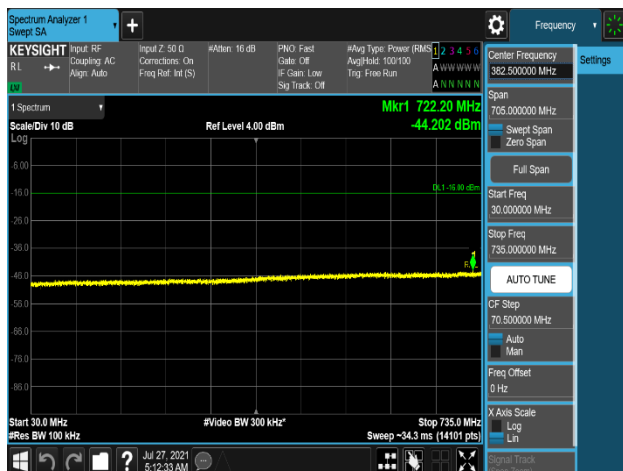 Spectrum Analyzer 1
Swept SA
Frequency
KEYSIGHT
RL
Input: RF
Coupling: AC
Align: Auto
Input Z: 50 Ω
Corrections: On
Freq Ref: Int (S)
#Atten: 16 dB
PNO: Fast
Gate: Off
IF Gain: Low
Sig Track: Off
#Avg Type: Power (RMS
Avg|Hold: 100/100
Trig: Free Run
1 2 3 4 5 6
A W W W W W
A N N N N N
1 Spectrum
Mkr1 722.20 MHz
Scale/Div 10 dB
Ref Level 4.00 dBm
-44.202 dBm
Log
-6.00
-16.0
DL1 -16.90 dBm
-26.0
-36.0
-46.0
-56.0
-66.0
-76.0
-86.0
Start 30.0 MHz
#Video BW 300 kHz*
Stop 735.0 MHz
#Res BW 100 kHz
Sweep ~34.3 ms (14101 pts)
?
Jul 27, 2021
5:12:33 AM
Center Frequency
382.500000 MHz
Settings
Span
705.000000 MHz
Swept Span
Zero Span
Full Span
Start Freq
30.000000 MHz
Stop Freq
735.000000 MHz
AUTO TUNE
CF Step
70.500000 MHz
Auto
Man
Freq Offset
0 Hz
X Axis Scale
Log
Lin
Signal Track